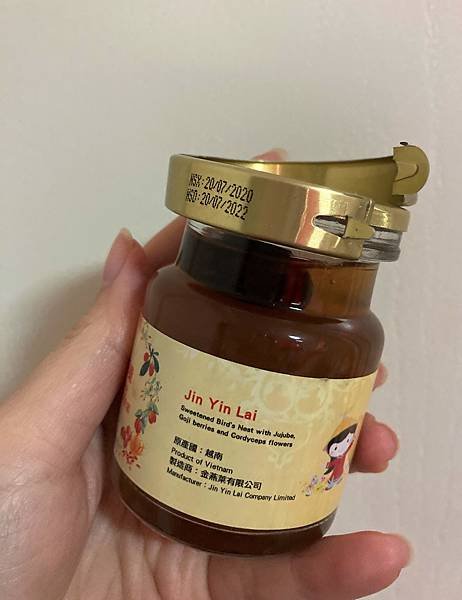 NSX:20/07/2020
HSD:20/07/2022
Jin Yin Lai
Sweetened Bird's Nest with Jujube,
Goji berries and Cordyceps flowers
原產國：越南
Product of Vietnam
製造商：金燕萊有限公司
Manufacturer : Jin Yin Lai Company Limited